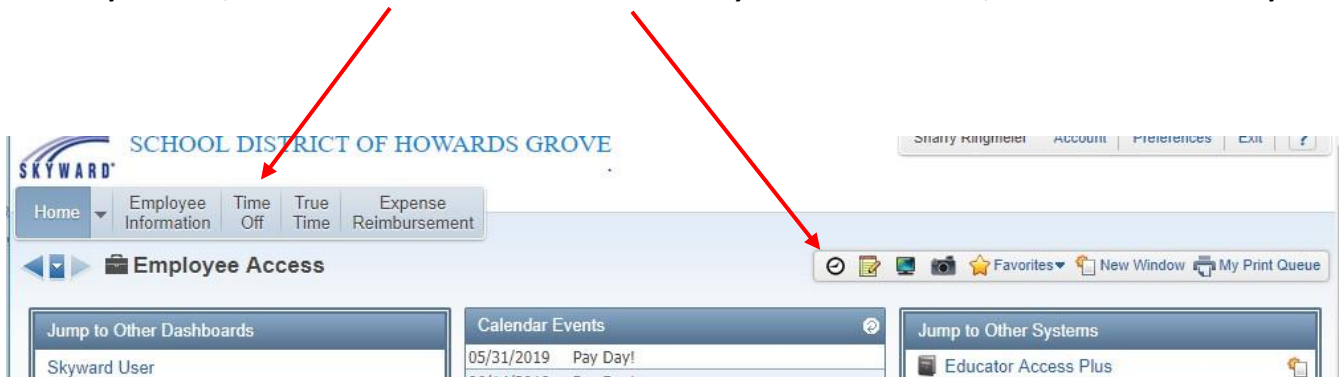 SCHOOL DISTRICT OF HOWARDS GROVE
Sharry Ringmeier Account Preferences Exit ?
SKYWARD
Home Employee Information Time Off True Time Expense Reimbursement
Employee Access
Favorites New Window My Print Queue
Jump to Other Dashboards
Calendar Events
Jump to Other Systems
Skyward User
05/31/2019 Pay Day!
Educator Access Plus